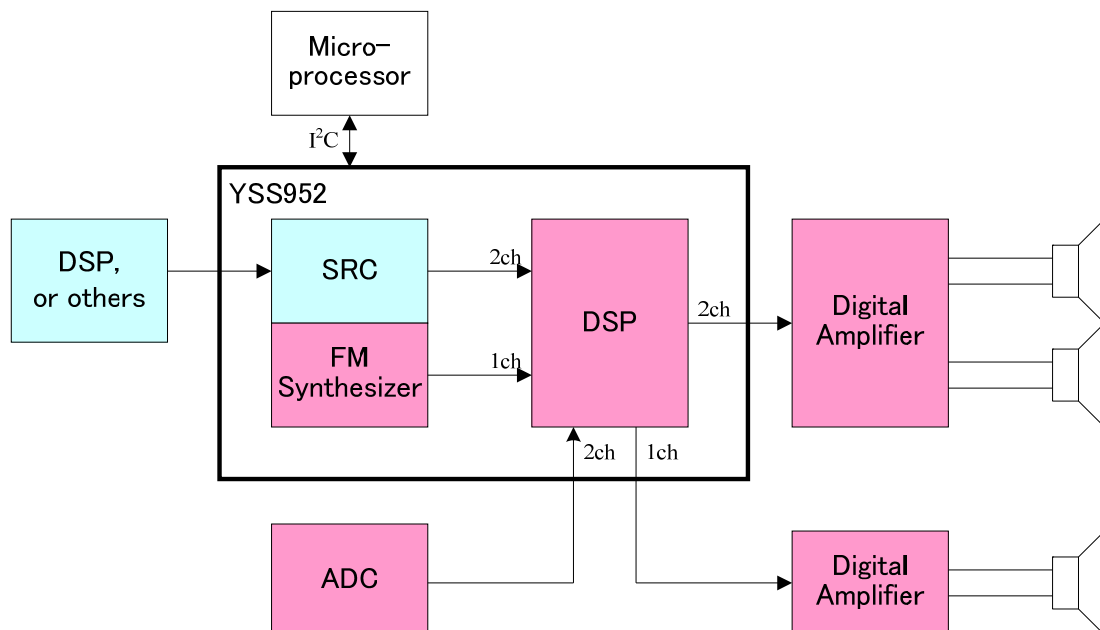 Micro-
processor
I²C
YSS952
DSP,
or others
SRC
2ch
DSP
2ch
Digital
Amplifier
FM
Synthesizer
1ch
2ch
1ch
ADC
Digital
Amplifier